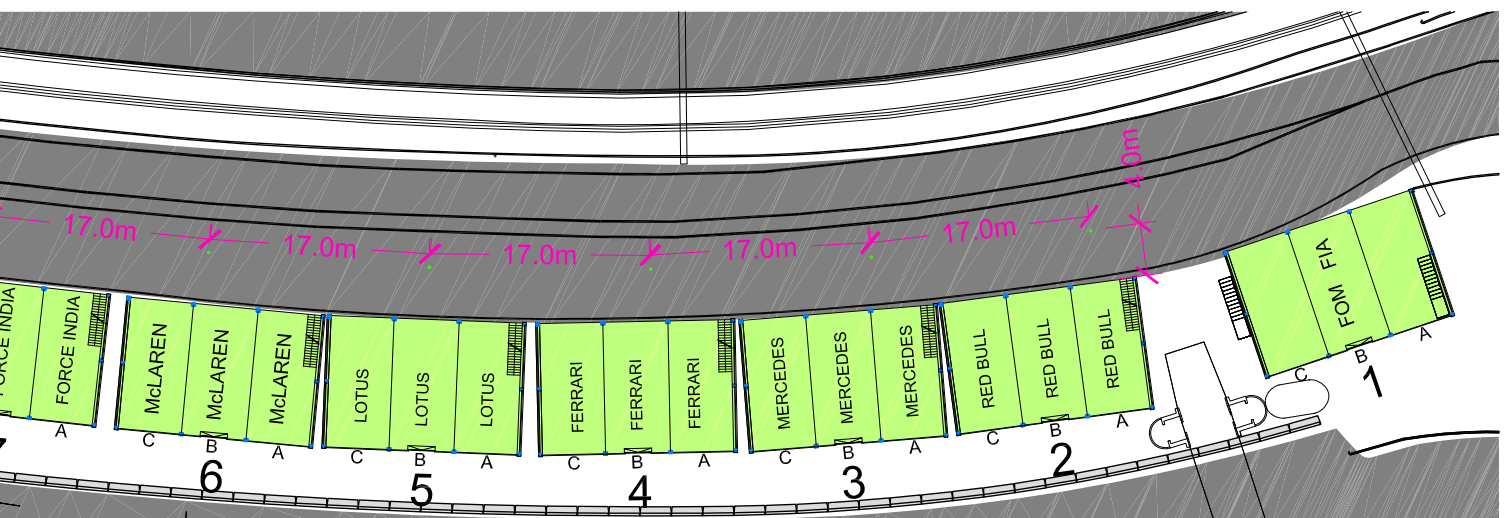 4.0m
17.0m
17.0m
17.0m
17.0m
17.0m
FORCE INDIA
McLAREN
McLAREN
McLAREN
LOTUS
LOTUS
LOTUS
FERRARI
FERRARI
FERRARI
MERCEDES
MERCEDES
MERCEDES
RED BULL
RED BULL
RED BULL
FOM FIA
A
C
B
A
C
B
A
C
B
A
C
B
A
C
B
A
C
B
A
6
5
4
3
2
1